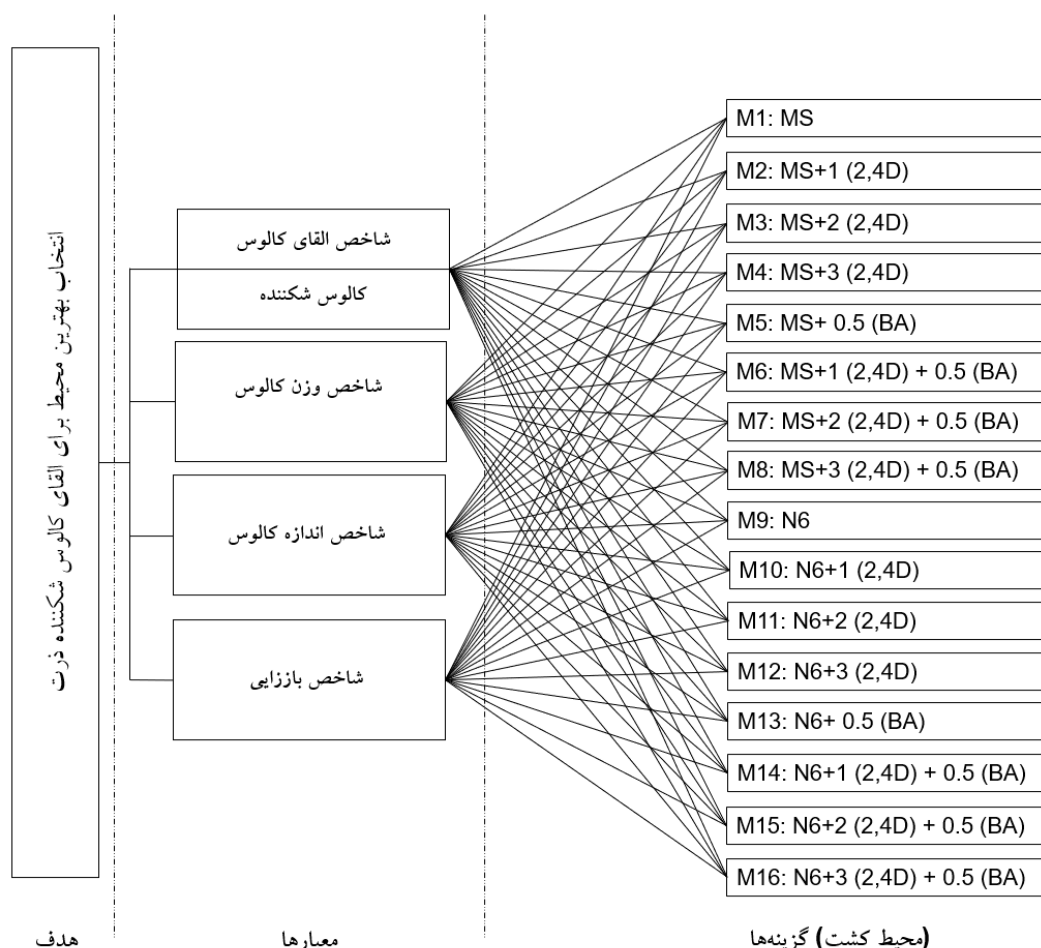 انتخاب بهترین محیط برای القای کالوس شکننده ذرت
شاخص القای کالوس
کالوس شکننده
شاخص وزن کالوس
شاخص اندازه کالوس
شاخص باززایی
M1: MS
M2: MS+1 (2,4D)
M3: MS+2 (2,4D)
M4: MS+3 (2,4D)
M5: MS+ 0.5 (BA)
M6: MS+1 (2,4D) + 0.5 (BA)
M7: MS+2 (2,4D) + 0.5 (BA)
M8: MS+3 (2,4D) + 0.5 (BA)
M9: N6
M10: N6+1 (2,4D)
M11: N6+2 (2,4D)
M12: N6+3 (2,4D)
M13: N6+ 0.5 (BA)
M14: N6+1 (2,4D) + 0.5 (BA)
M15: N6+2 (2,4D) + 0.5 (BA)
M16: N6+3 (2,4D) + 0.5 (BA)
هدف
معیارها
(محیط کشت) گزینه‌ها